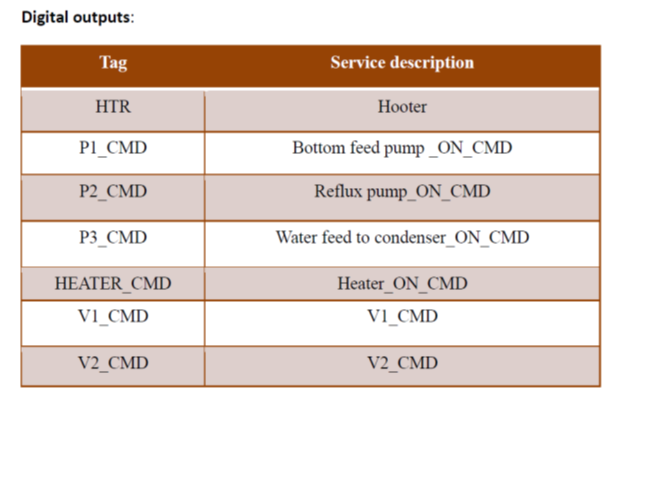 Digital outputs:
Tag Service description
HTR Hooter
P1_CMD Bottom feed pump _ON_CMD
P2_CMD Reflux pump_ON_CMD
P3_CMD Water feed to condenser_ON_CMD
HEATER_CMD Heater_ON_CMD
V1_CMD V1_CMD
V2_CMD V2_CMD